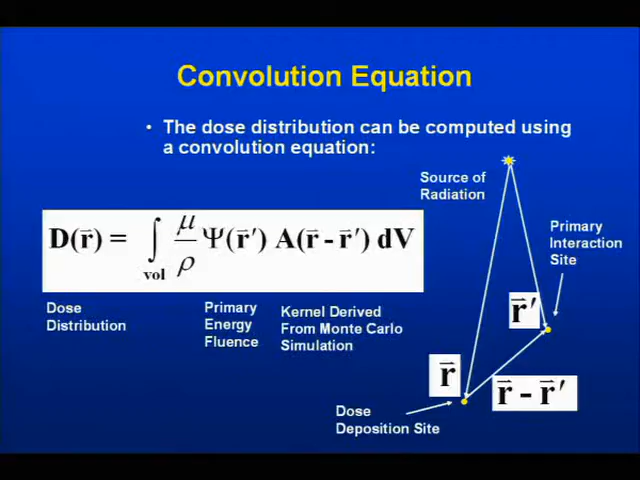 Convolution Equation
• The dose distribution can be computed using
a convolution equation:
Source of
Radiation
D(r⃗) = ∫vol μ/ρ Ψ(r⃗′) A(r⃗ - r⃗′) dV
Primary
Interaction
Site
Dose
Distribution
Primary
Energy
Fluence
Kernel Derived
From Monte Carlo
Simulation
r⃗′
r⃗
r⃗ - r⃗′
Dose
Deposition Site